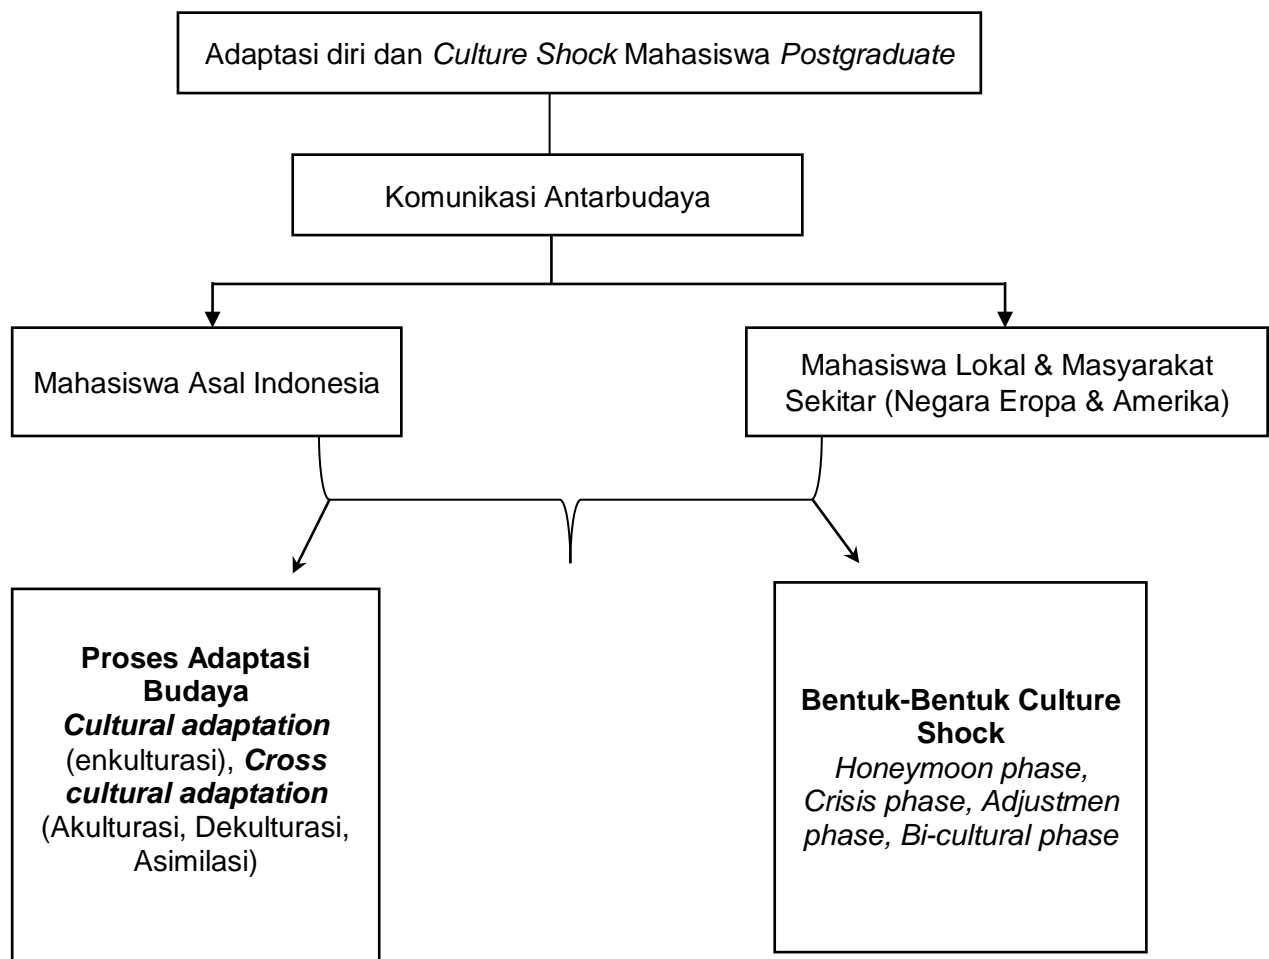 Adaptasi diri dan Culture Shock Mahasiswa Postgraduate
Komunikasi Antarbudaya
Mahasiswa Asal Indonesia
Mahasiswa Lokal & Masyarakat
Sekitar (Negara Eropa & Amerika)
Proses Adaptasi
Budaya
Cultural adaptation
(enkulturasi), Cross
cultural adaptation
(Akulturasi, Dekulturasi,
Asimilasi)
Bentuk-Bentuk Culture
Shock
Honeymoon phase,
Crisis phase, Adjustmen
phase, Bi-cultural phase